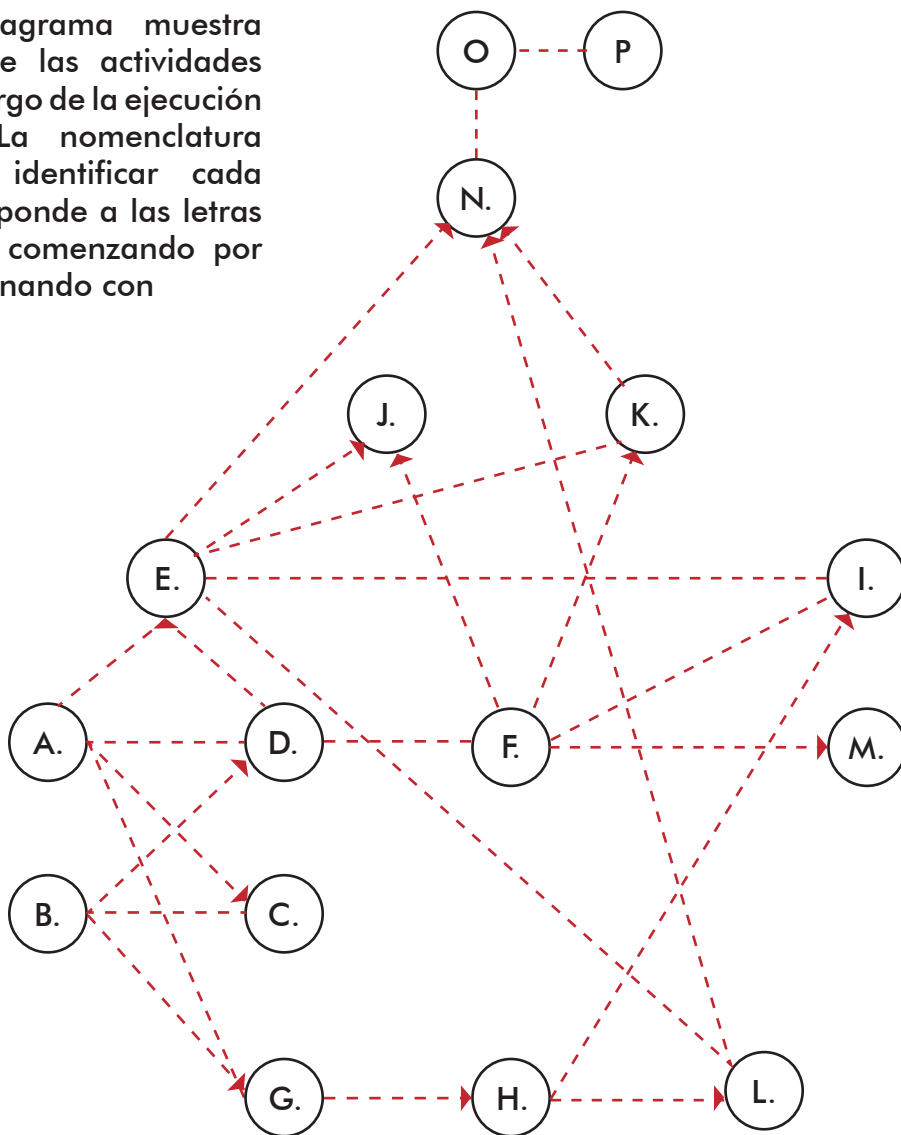 agrama muestra
e las actividades
rgo de la ejecución
La nomenclatura
identificar cada
ponde a las letras
comenzando por
nando con
O
P
N.
J.
K.
E.
I.
A.
D.
F.
M.
B.
C.
G.
H.
L.